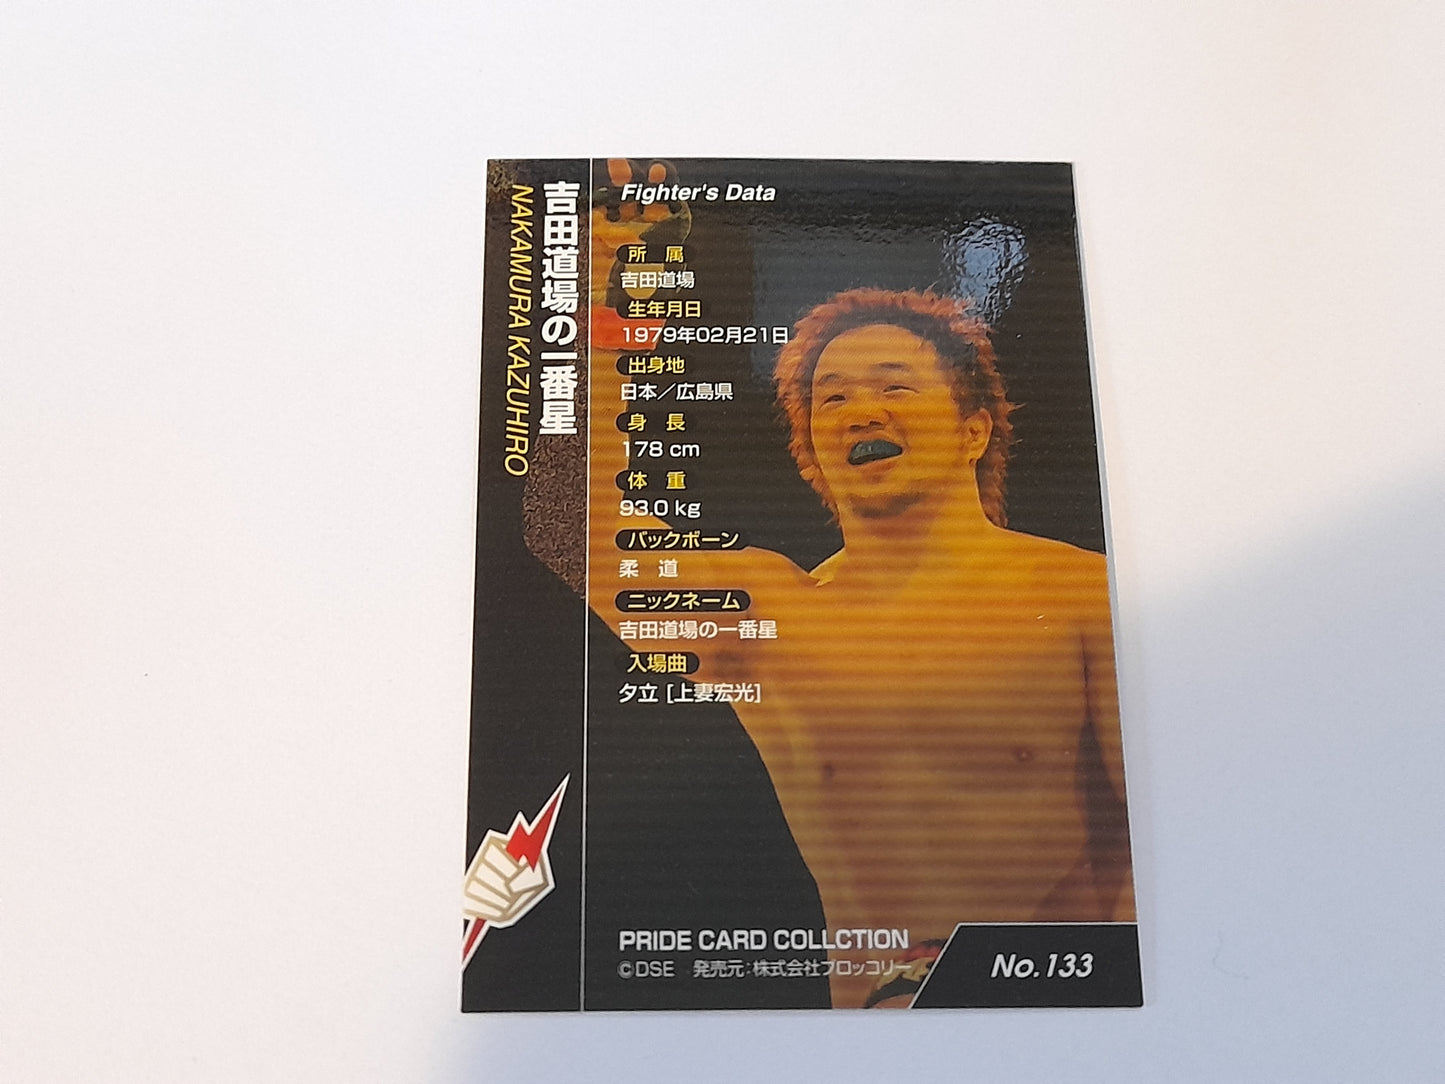 吉田道場の一番星
NAKAMURA KAZUHIRO
Fighter's Data
所 属
吉田道場
生年月日
1979年02月21日
出身地
日本／広島県
身 長
178 cm
体 重
93.0 kg
バックボーン
柔 道
ニックネーム
吉田道場の一番星
入場曲
夕立 [上妻宏光]
PRIDE CARD COLLCTION
©DSE 発売元：株式会社ブロッコリー
No.133